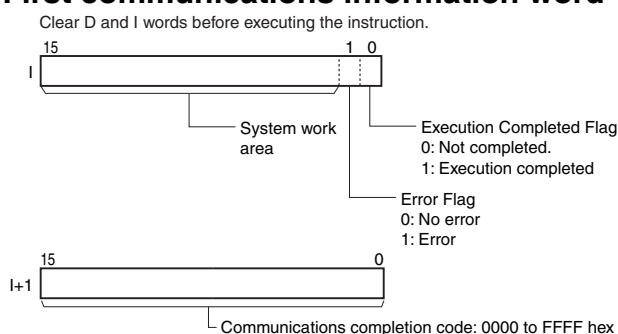 First communications information word
Clear D and I words before executing the instruction.
15 1 0
I
System work
area
Execution Completed Flag
0: Not completed.
1: Execution completed
Error Flag
0: No error
1: Error
15 0
I+1
Communications completion code: 0000 to FFFF hex